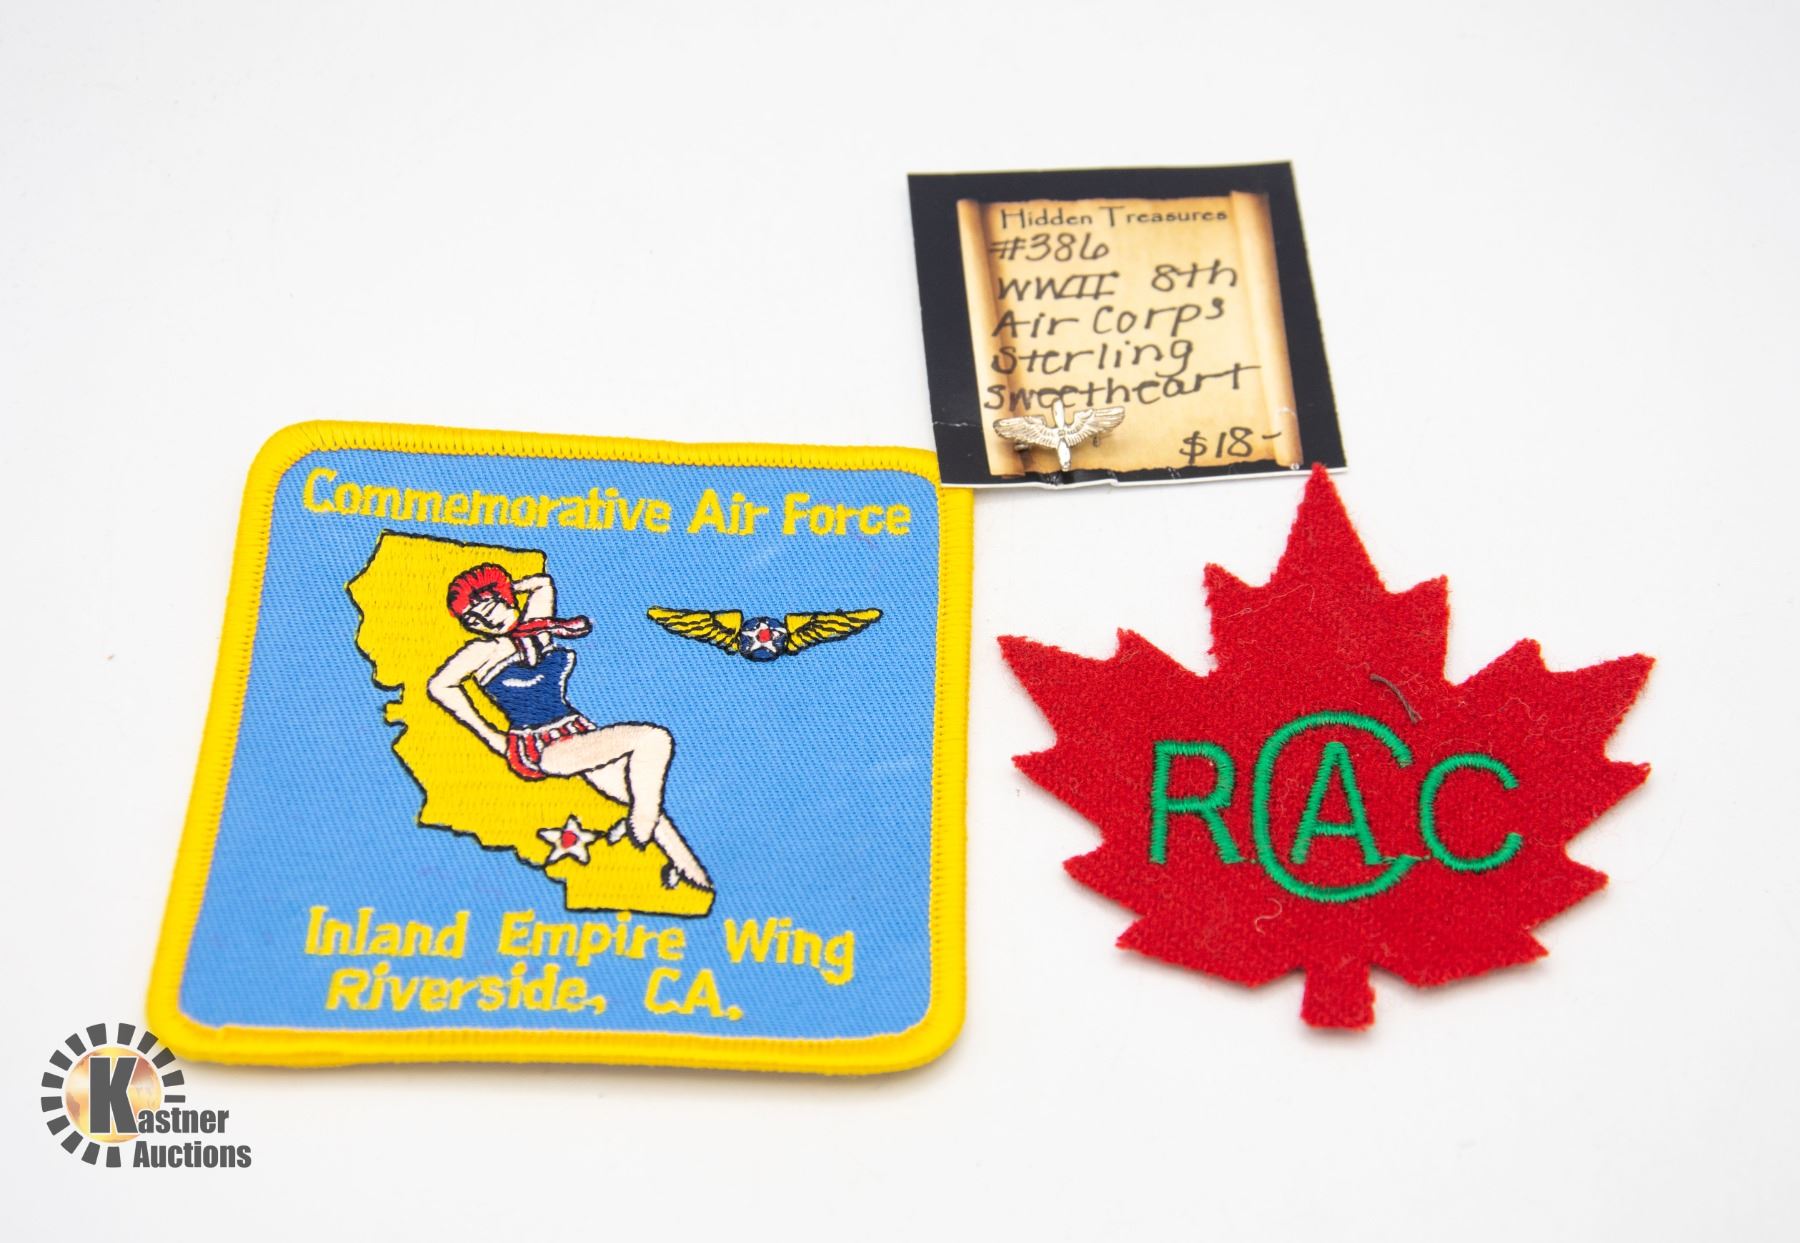 Hidden Treasures
#386
WWII 8th
Air Corps
Sterling
sweetheart
$18-
Commemorative Air Force
Inland Empire Wing
Riverside, CA.
RCAC
Kastner
Auctions